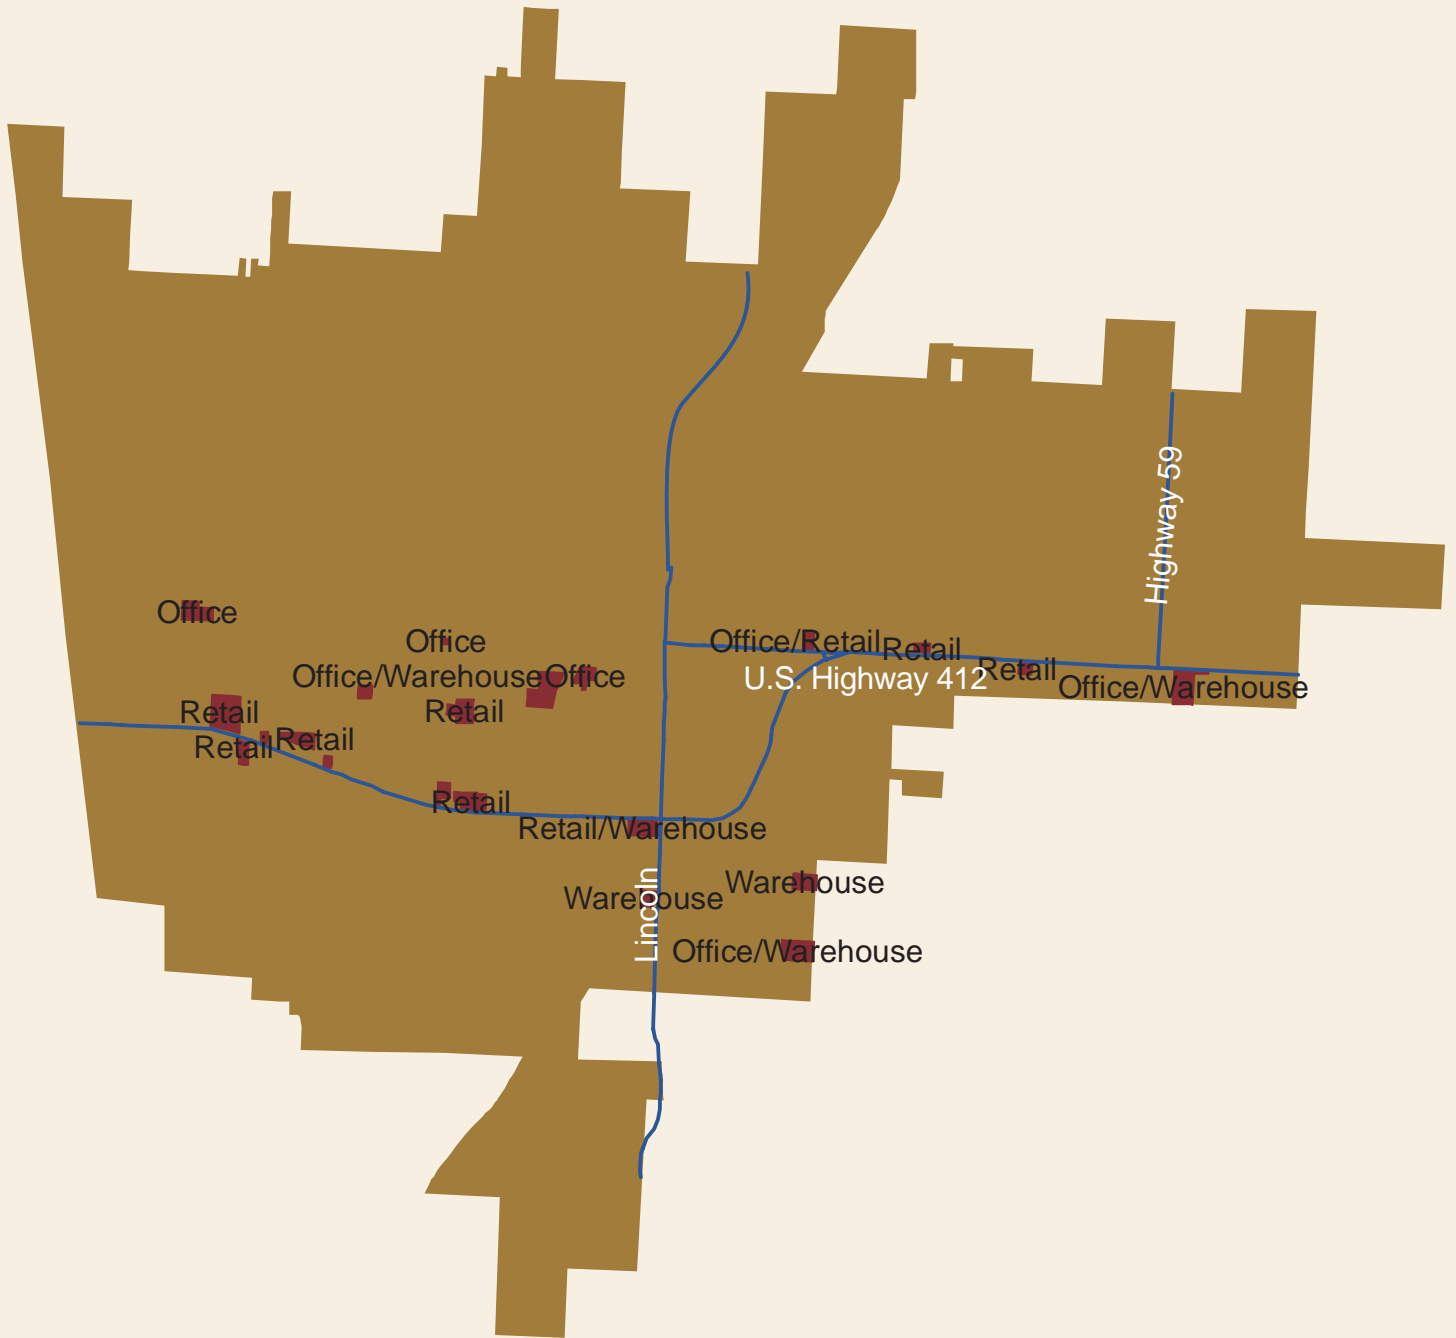 Highway 59
Office
Office
Office/Retail
Retail
Retail
Office/Warehouse
Office
U.S. Highway 412
Office/Warehouse
Retail
Retail
Retail
Retail
Retail
Retail/Warehouse
Warehouse
Warehouse
Lincoln
Office/Warehouse